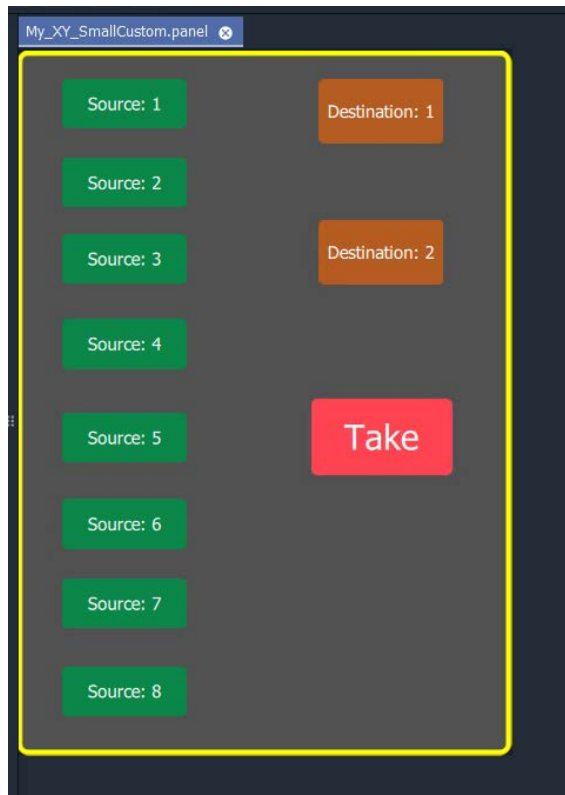 My_XY_SmallCustom.panel
Source: 1
Source: 2
Source: 3
Source: 4
Source: 5
Source: 6
Source: 7
Source: 8
Destination: 1
Destination: 2
Take